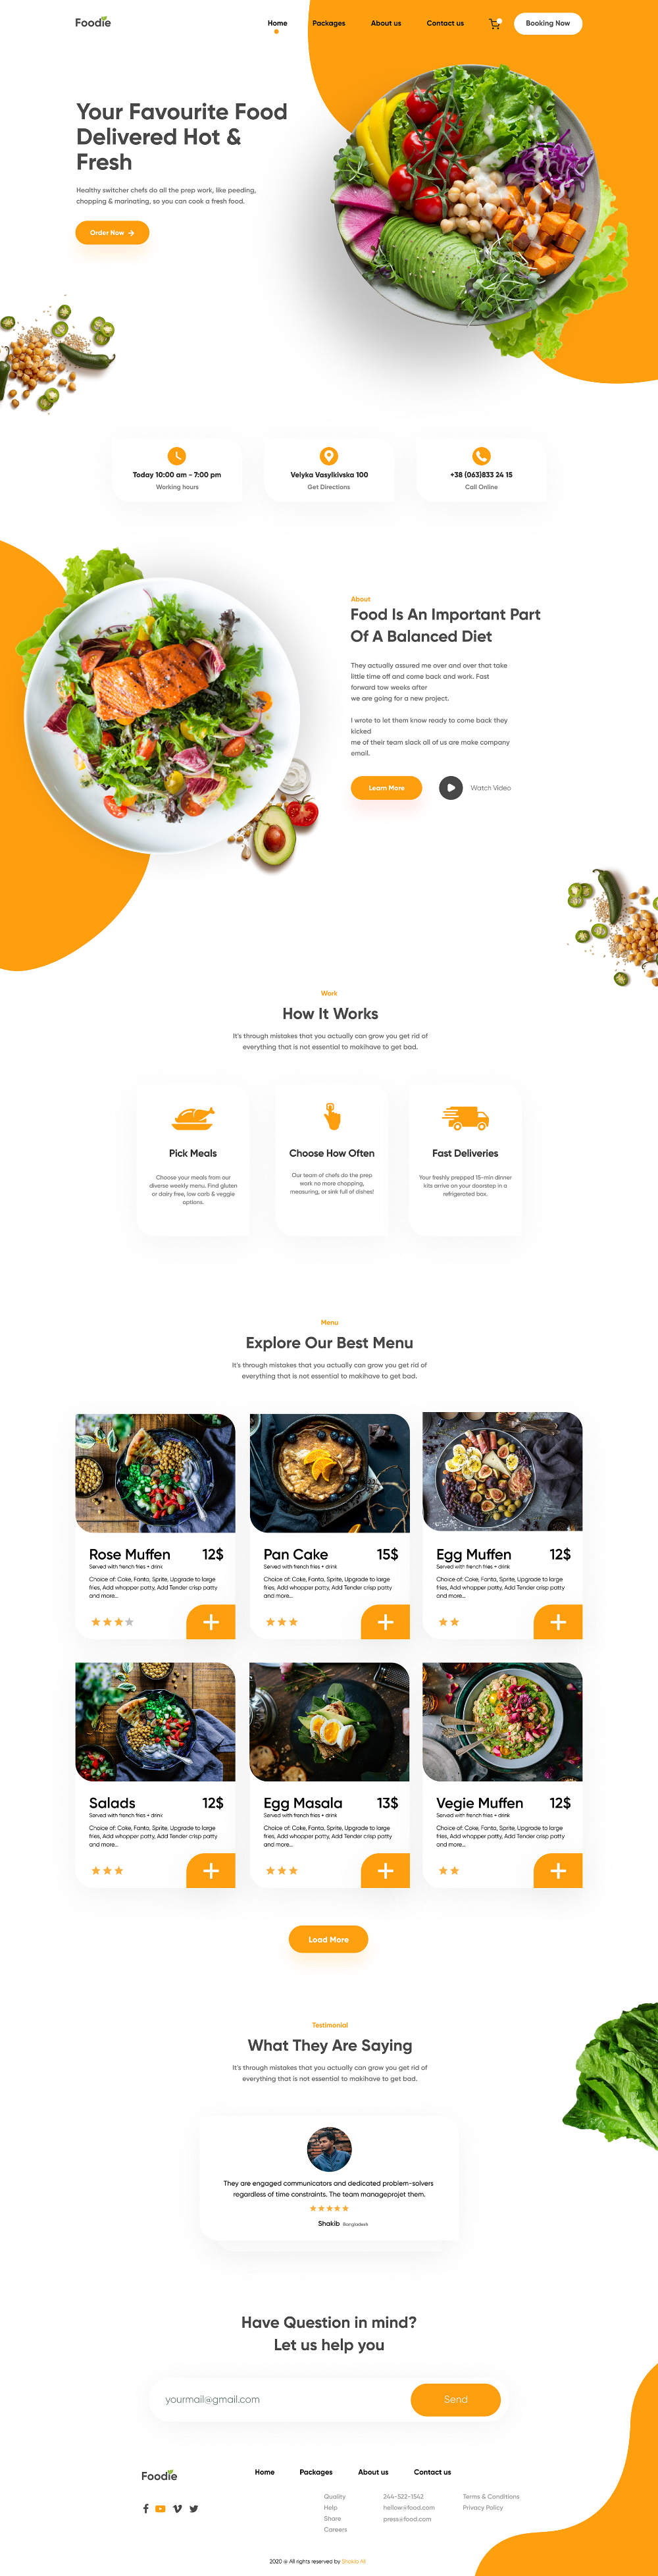 Foodie
Home
Packages
About us
Contact us
Booking Now
Your Favourite Food
Delivered Hot &
Fresh
Healthy switcher chefs do all the prep work, like peeding,
chopping & marinating, so you can cook a fresh food.
Order Now
Today 10:00 am - 7:00 pm
Working hours
Velyka Vasylkivska 100
Get Directions
+38 (063)833 24 15
Call Online
About
Food Is An Important Part
Of A Balanced Diet
They actually assured me over and over that take
little time off and come back and work. Fast
forward tow weeks after
we are going for a new project.
I wrote to let them know ready to come back they
kicked
me of their team slack all of us are make company
email.
Learn More
Watch Video
Work
How It Works
It's through mistakes that you actually can grow you get rid of
everything that is not essential to makihave to get bad.
Pick Meals
Choose your meals from our
diverse weekly menu. Find gluten
or dairy free, low carb & veggie
options.
Choose How Often
Our team of chefs do the prep
work no more chopping,
measuring, or sink full of dishes!
Fast Deliveries
Your freshly prepped 15-min dinner
kits arrive on your doorstep in a
refrigerated box.
Menu
Explore Our Best Menu
It's through mistakes that you actually can grow you get rid of
everything that is not essential to makihave to get bad.
Rose Muffen 12$
Served with french fries + drink
Choice of: Coke, Fanta, Sprite, Upgrade to large
fries, Add whopper patty, Add Tender crisp patty
and more...
Pan Cake 15$
Served with french fries + drink
Choice of: Coke, Fanta, Sprite, Upgrade to large
fries, Add whopper patty, Add Tender crisp patty
and more...
Egg Muffen 12$
Served with french fries + drink
Choice of: Coke, Fanta, Sprite, Upgrade to large
fries, Add whopper patty, Add Tender crisp patty
and more...
Salads 12$
Served with french fries + drink
Choice of: Coke, Fanta, Sprite, Upgrade to large
fries, Add whopper patty, Add Tender crisp patty
and more...
Egg Masala 13$
Served with french fries + drink
Choice of: Coke, Fanta, Sprite, Upgrade to large
fries, Add whopper patty, Add Tender crisp patty
and more...
Vegie Muffen 12$
Served with french fries + drink
Choice of: Coke, Fanta, Sprite, Upgrade to large
fries, Add whopper patty, Add Tender crisp patty
and more...
Load More
Testimonial
What They Are Saying
It's through mistakes that you actually can grow you get rid of
everything that is not essential to makihave to get bad.
They are engaged communicators and dedicated problem-solvers
regardless of time constraints. The team manageprojet them.
Shakib Bangladesh
Have Question in mind?
Let us help you
yourmail@gmail.com
Send
Foodie
Home
Packages
About us
Contact us
Quality
Help
Share
Careers
244-522-1542
hellow@food.com
press@food.com
Terms & Conditions
Privacy Policy
2020 @ All rights reserved by Shakib Ali